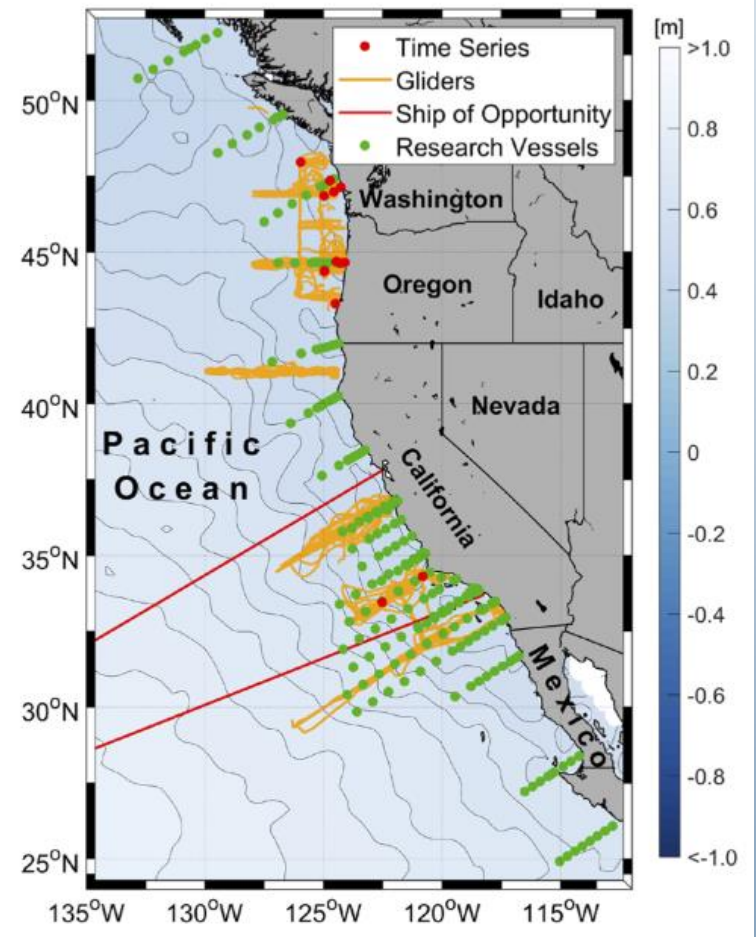 [m]
Time Series
Gliders
Ship of Opportunity
Research Vessels
>1.0
0.8
0.6
0.4
0.2
0
-0.2
-0.4
-0.6
-0.8
<-1.0
50°N
45°N
40°N
35°N
30°N
25°N
Washington
Oregon
Idaho
Nevada
California
Pacific
Ocean
Mexico
135°W
130°W
125°W
120°W
115°W